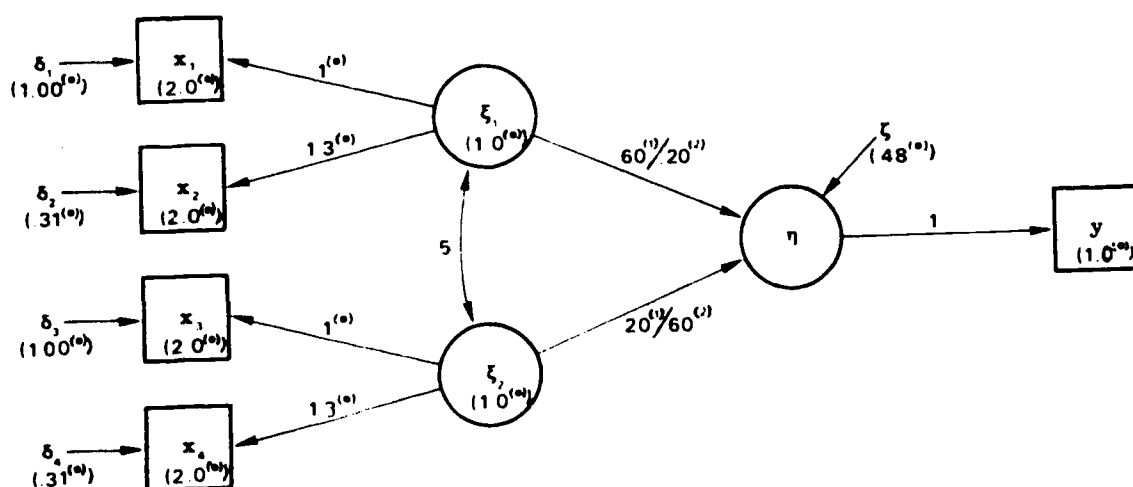 δ₁
(1.00⁽ᵃ⁾)
x₁
(2.0⁽ᵃ⁾)
1⁽ᵃ⁾
ξ₁
(1 0⁽ᵃ⁾)
δ₂
(.31⁽ᵃ⁾)
x₂
(2.0⁽ᵃ⁾)
1 3⁽ᵃ⁾
60⁽¹⁾/.20⁽²⁾
ζ
(48⁽ᵃ⁾)
5
η
1
y
(1.0⁽ᵃ⁾)
δ₃
(1 00⁽ᵃ⁾)
x₃
(2 0⁽ᵃ⁾)
1⁽ᵃ⁾
20⁽¹⁾/60⁽²⁾
ξ₂
(1 0⁽ᵃ⁾)
δ₄
(.31⁽ᵃ⁾)
x₄
(2.0⁽ᵃ⁾)
1 3⁽ᵃ⁾